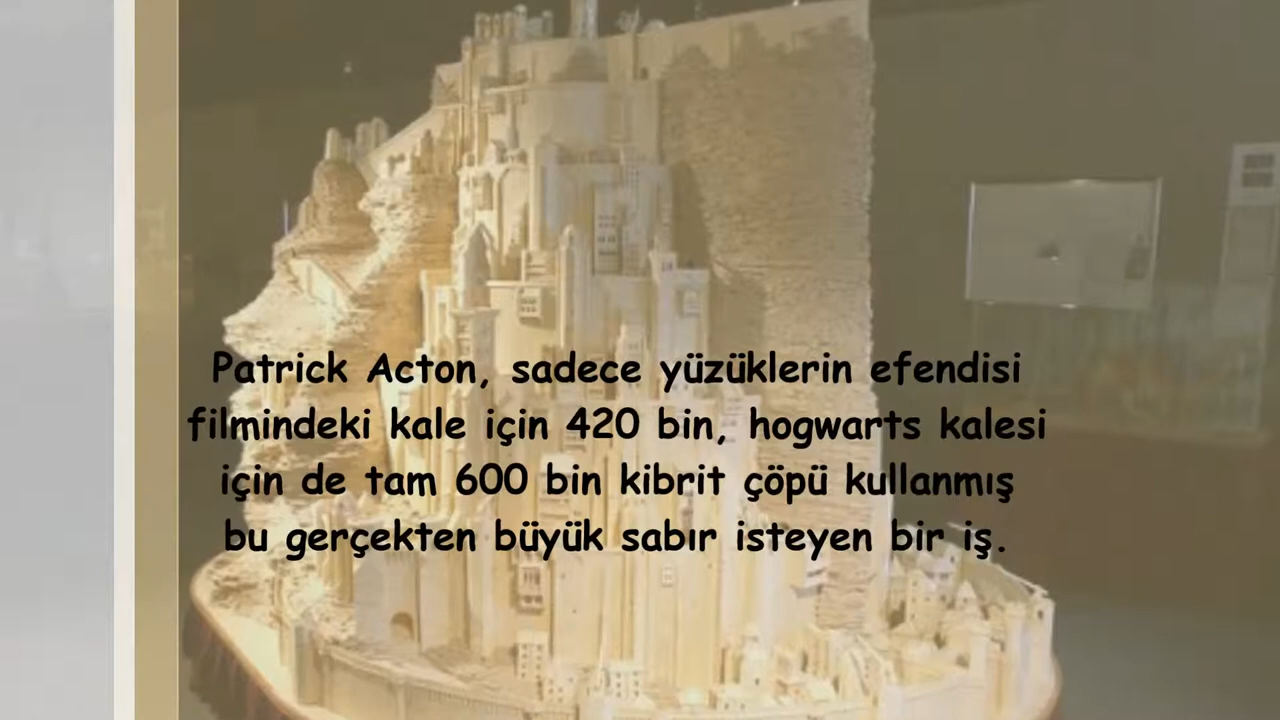 Patrick Acton, sadece yüzüklerin efendisi
filmindeki kale için 420 bin, hogwarts kalesi
için de tam 600 bin kibrit çöpü kullanmış
bu gerçekten büyük sabır isteyen bir iş.